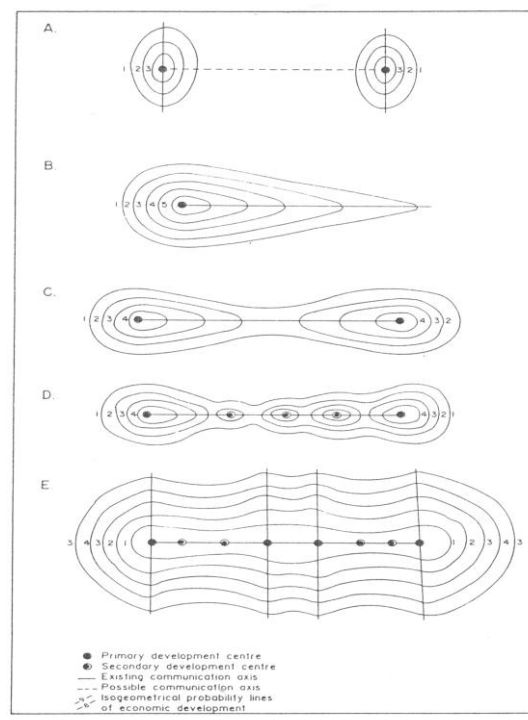 A.
1 2 3
3 2 1
B.
1 2 3 4 5
C.
1 2 3 4
4 3 2
D.
1 2 3 4
4 3 2 1
E.
3 4 3 2 1
1 2 3 4 3
Primary development centre
Secondary development centre
Existing communication axis
Possible communication axis
Isogeometrical probability lines
of economic development